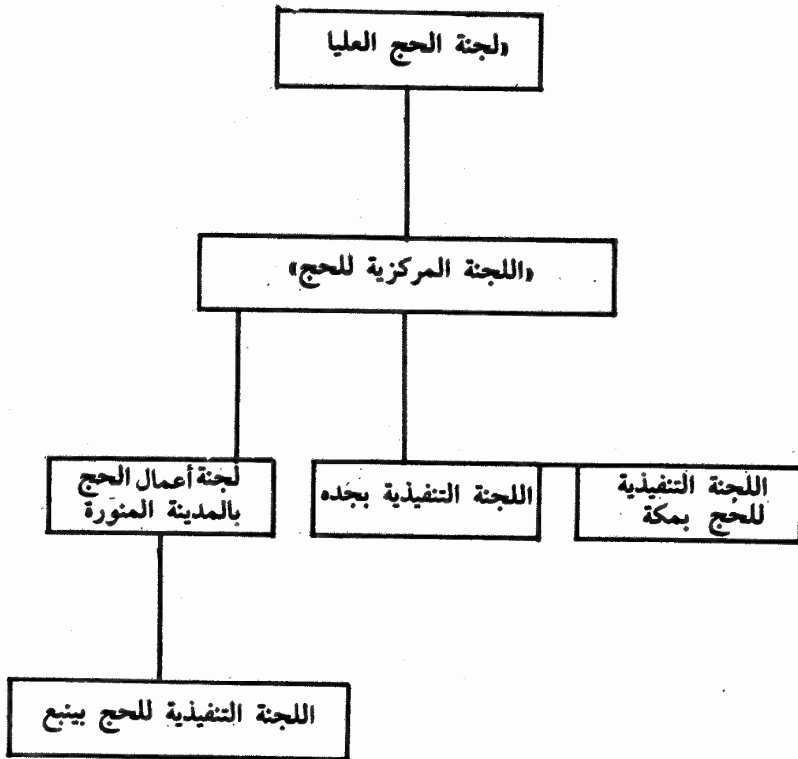 «لجنة الحج العليا
«اللجنة المركزية للحج»
اللجنة التنفيذية
للحج بمكة
اللجنة التنفيذية بجده
لجنة أعمال الحج
بالمدينة المنورة
اللجنة التنفيذية للحج بينبع